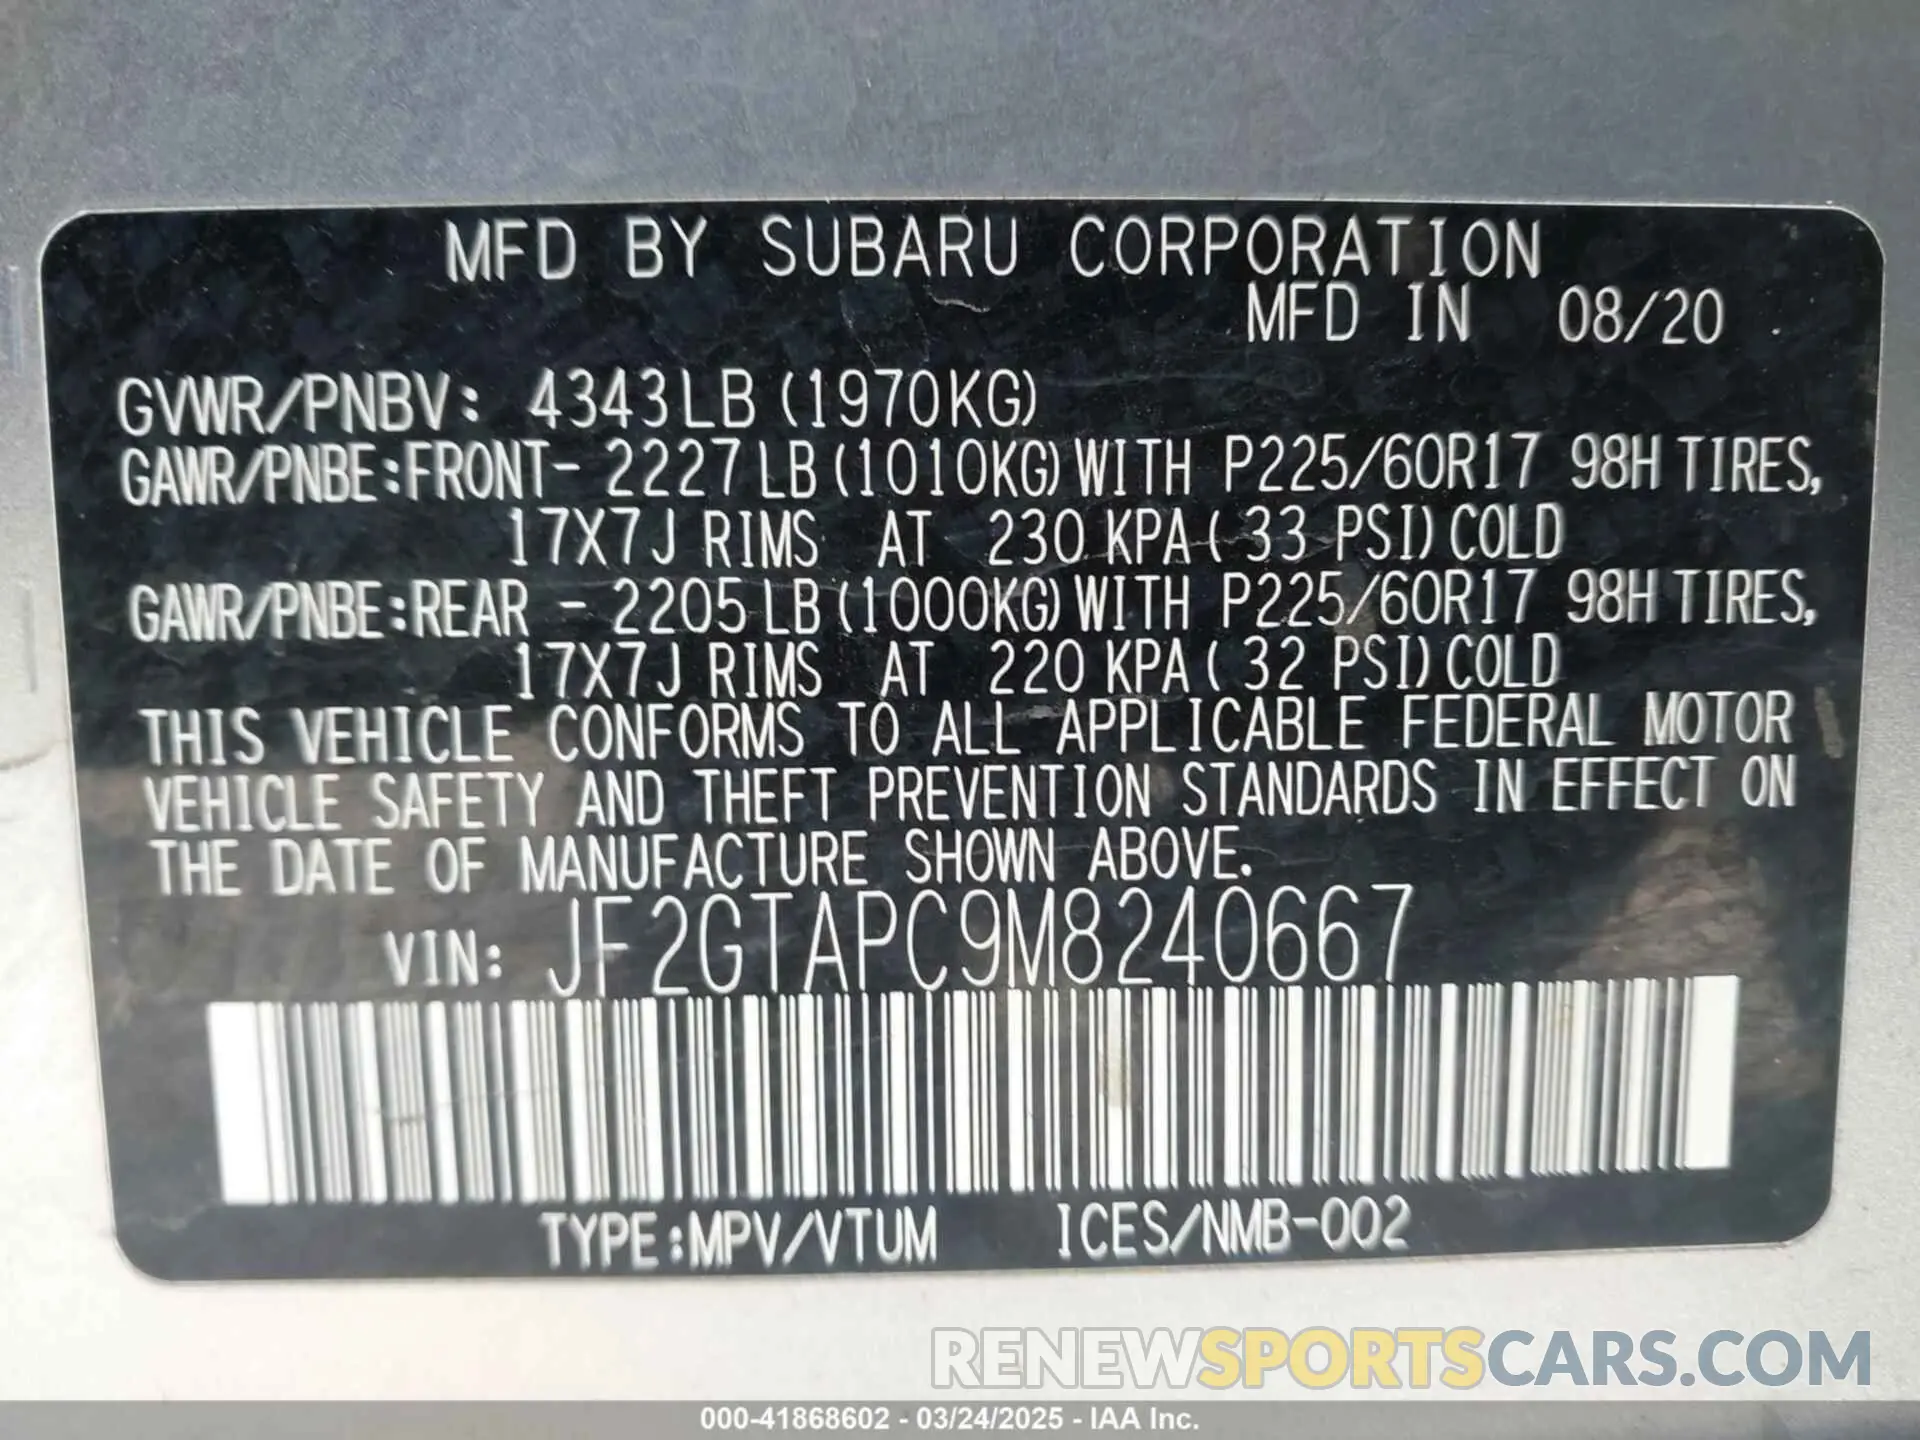 MFD BY SUBARU CORPORATION
MFD IN 08/20
GVWR/PNBV: 4343LB (1970KG)
GAWR/PNBE:FRONT- 2227LB(1010KG)WITH P225/60R17 98H TIRES,
17X7J RIMS AT 230 KPA( 33 PSI)COLD
GAWR/PNBE:REAR - 2205LB(1000KG)WITH P225/60R17 98H TIRES,
17X7J RIMS AT 220 KPA( 32 PSI)COLD
THIS VEHICLE CONFORMS TO ALL APPLICABLE FEDERAL MOTOR
VEHICLE SAFETY AND THEFT PREVENTION STANDARDS IN EFFECT ON
THE DATE OF MANUFACTURE SHOWN ABOVE.
VIN: JF2GTAPC9M8240667
TYPE:MPV/VTUM ICES/NMB-002
RENEWSPORTSCARS.COM
000-41868602 - 03/24/2025 - IAA Inc.